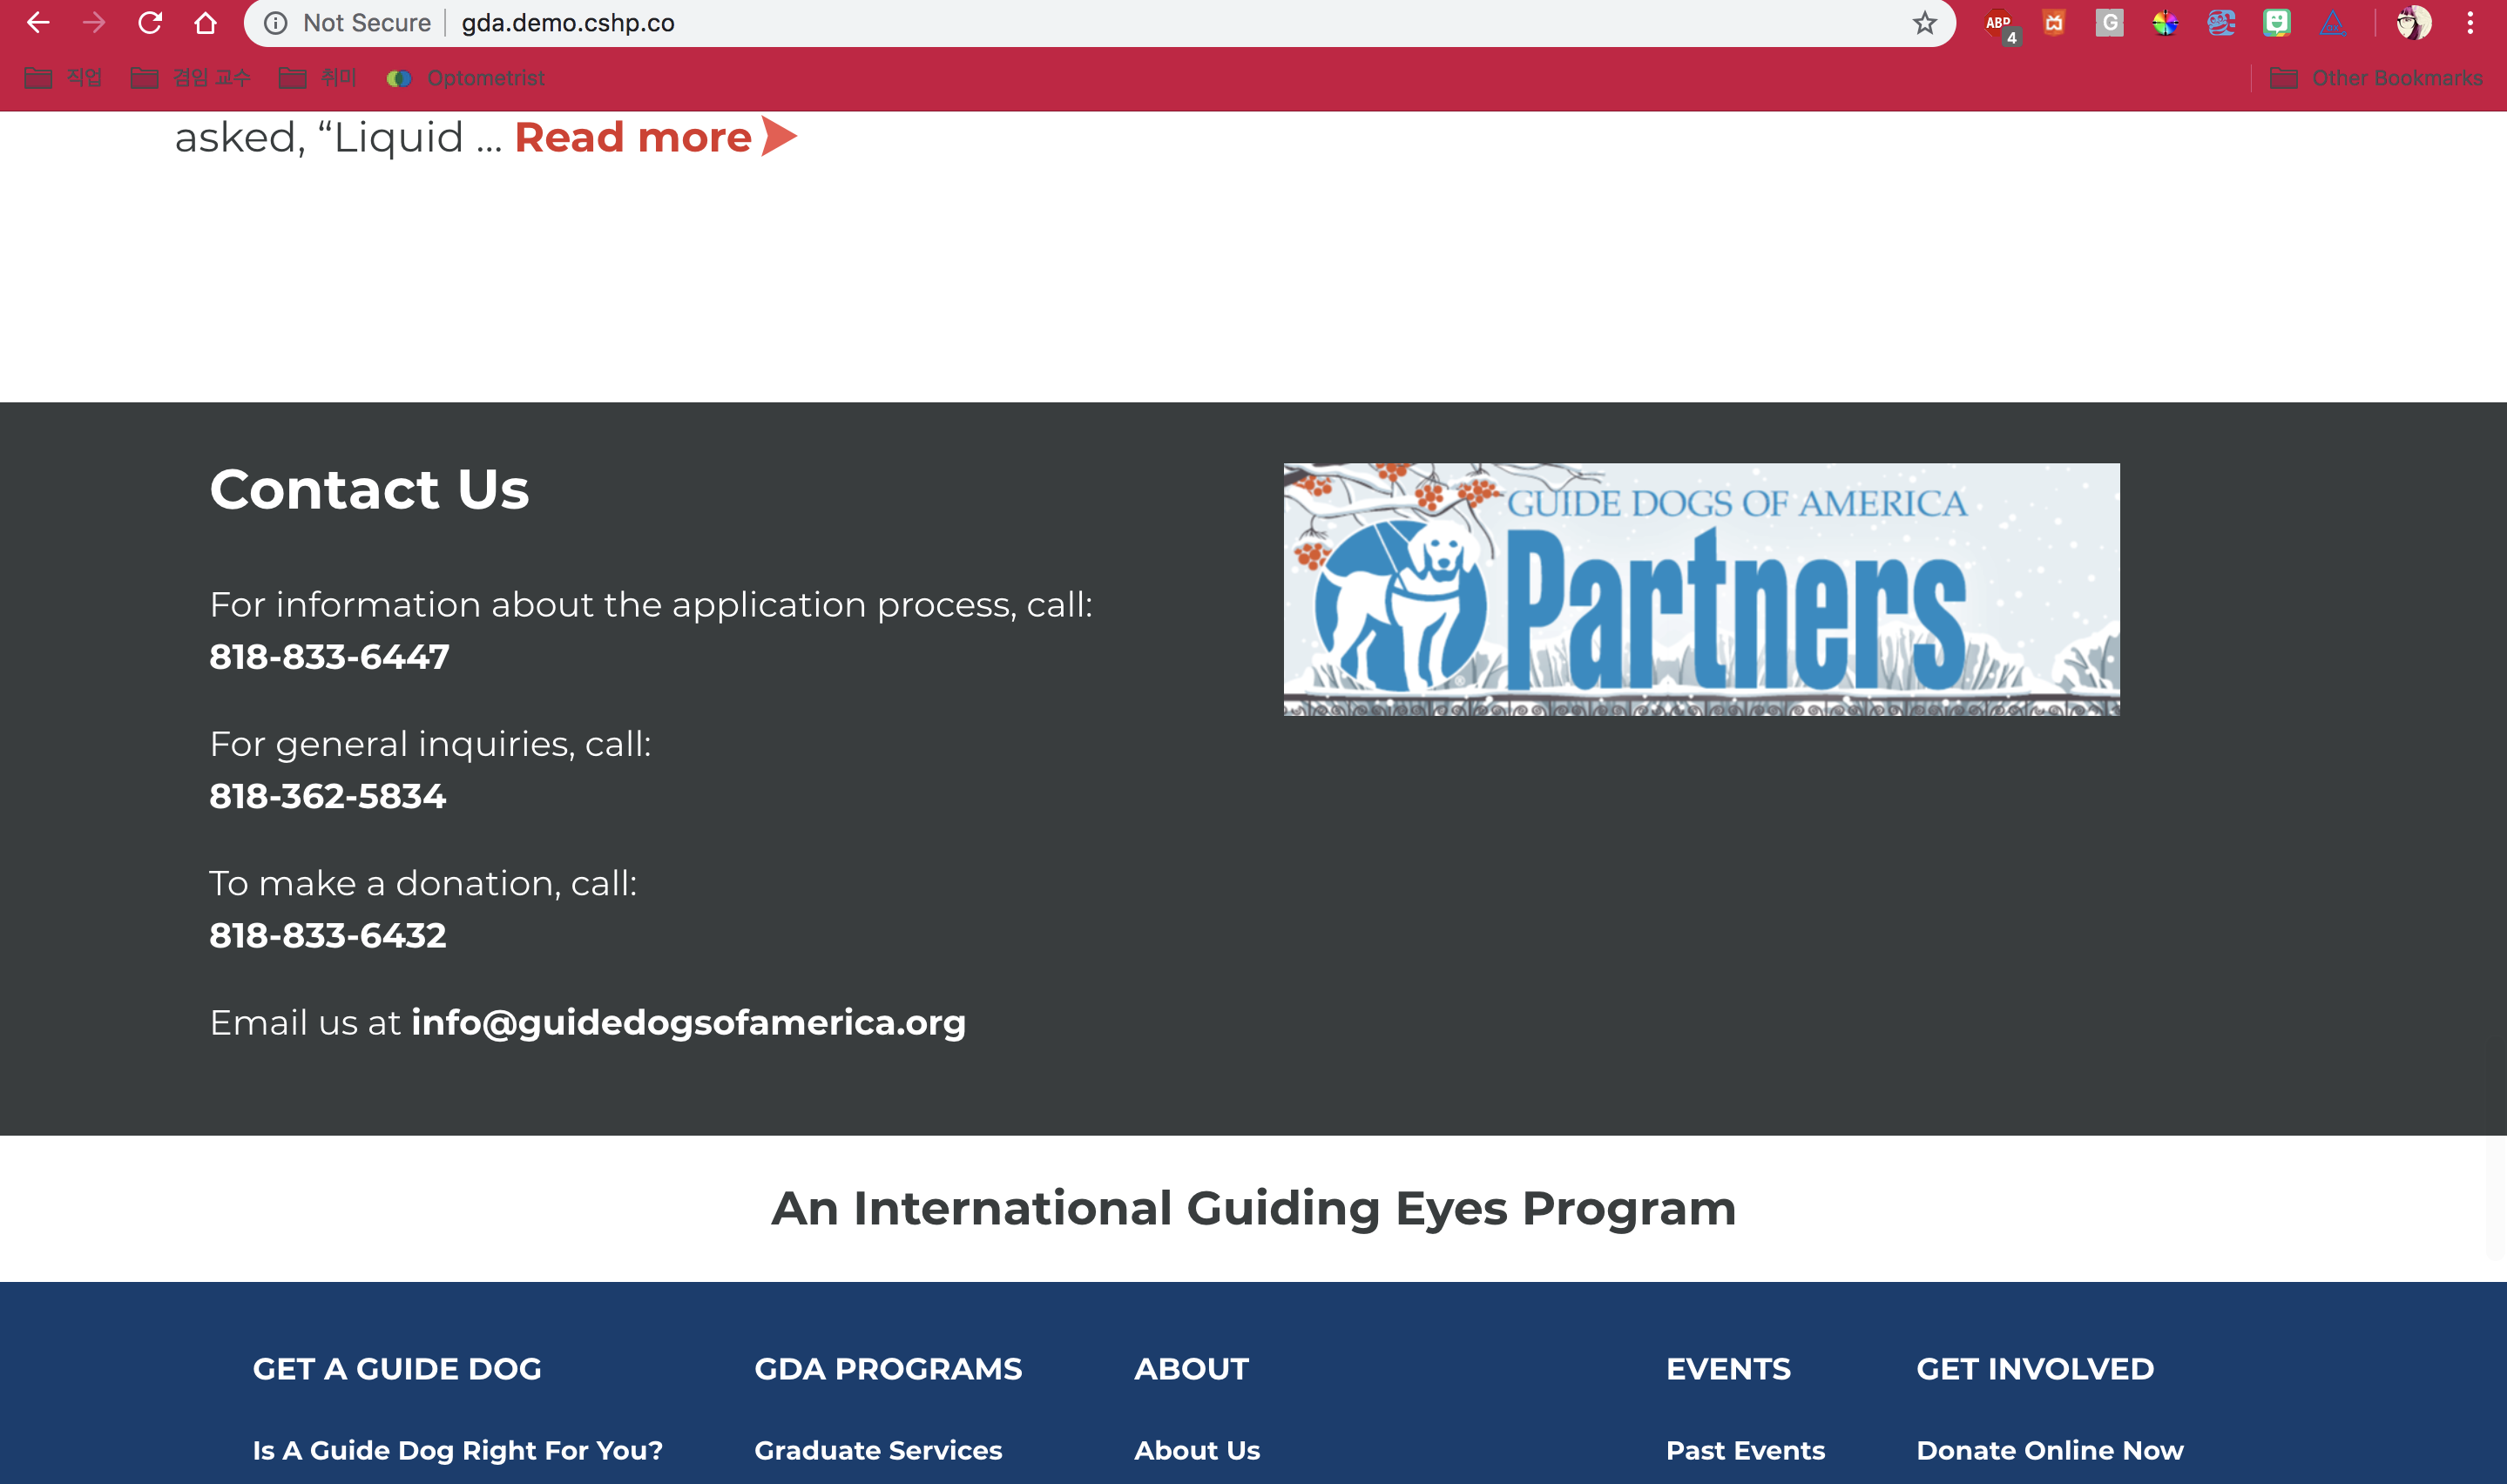 Not Secure gda.demo.cshp.co
ABP 4 G
직업 겸임 교수 취미 Optometrist Other Bookmarks
asked, “Liquid ... Read more
Contact Us
GUIDE DOGS OF AMERICA
Partners
®
For information about the application process, call:
818-833-6447
For general inquiries, call:
818-362-5834
To make a donation, call:
818-833-6432
Email us at info@guidedogsofamerica.org
An International Guiding Eyes Program
GET A GUIDE DOG GDA PROGRAMS ABOUT EVENTS GET INVOLVED
Is A Guide Dog Right For You? Graduate Services About Us Past Events Donate Online Now